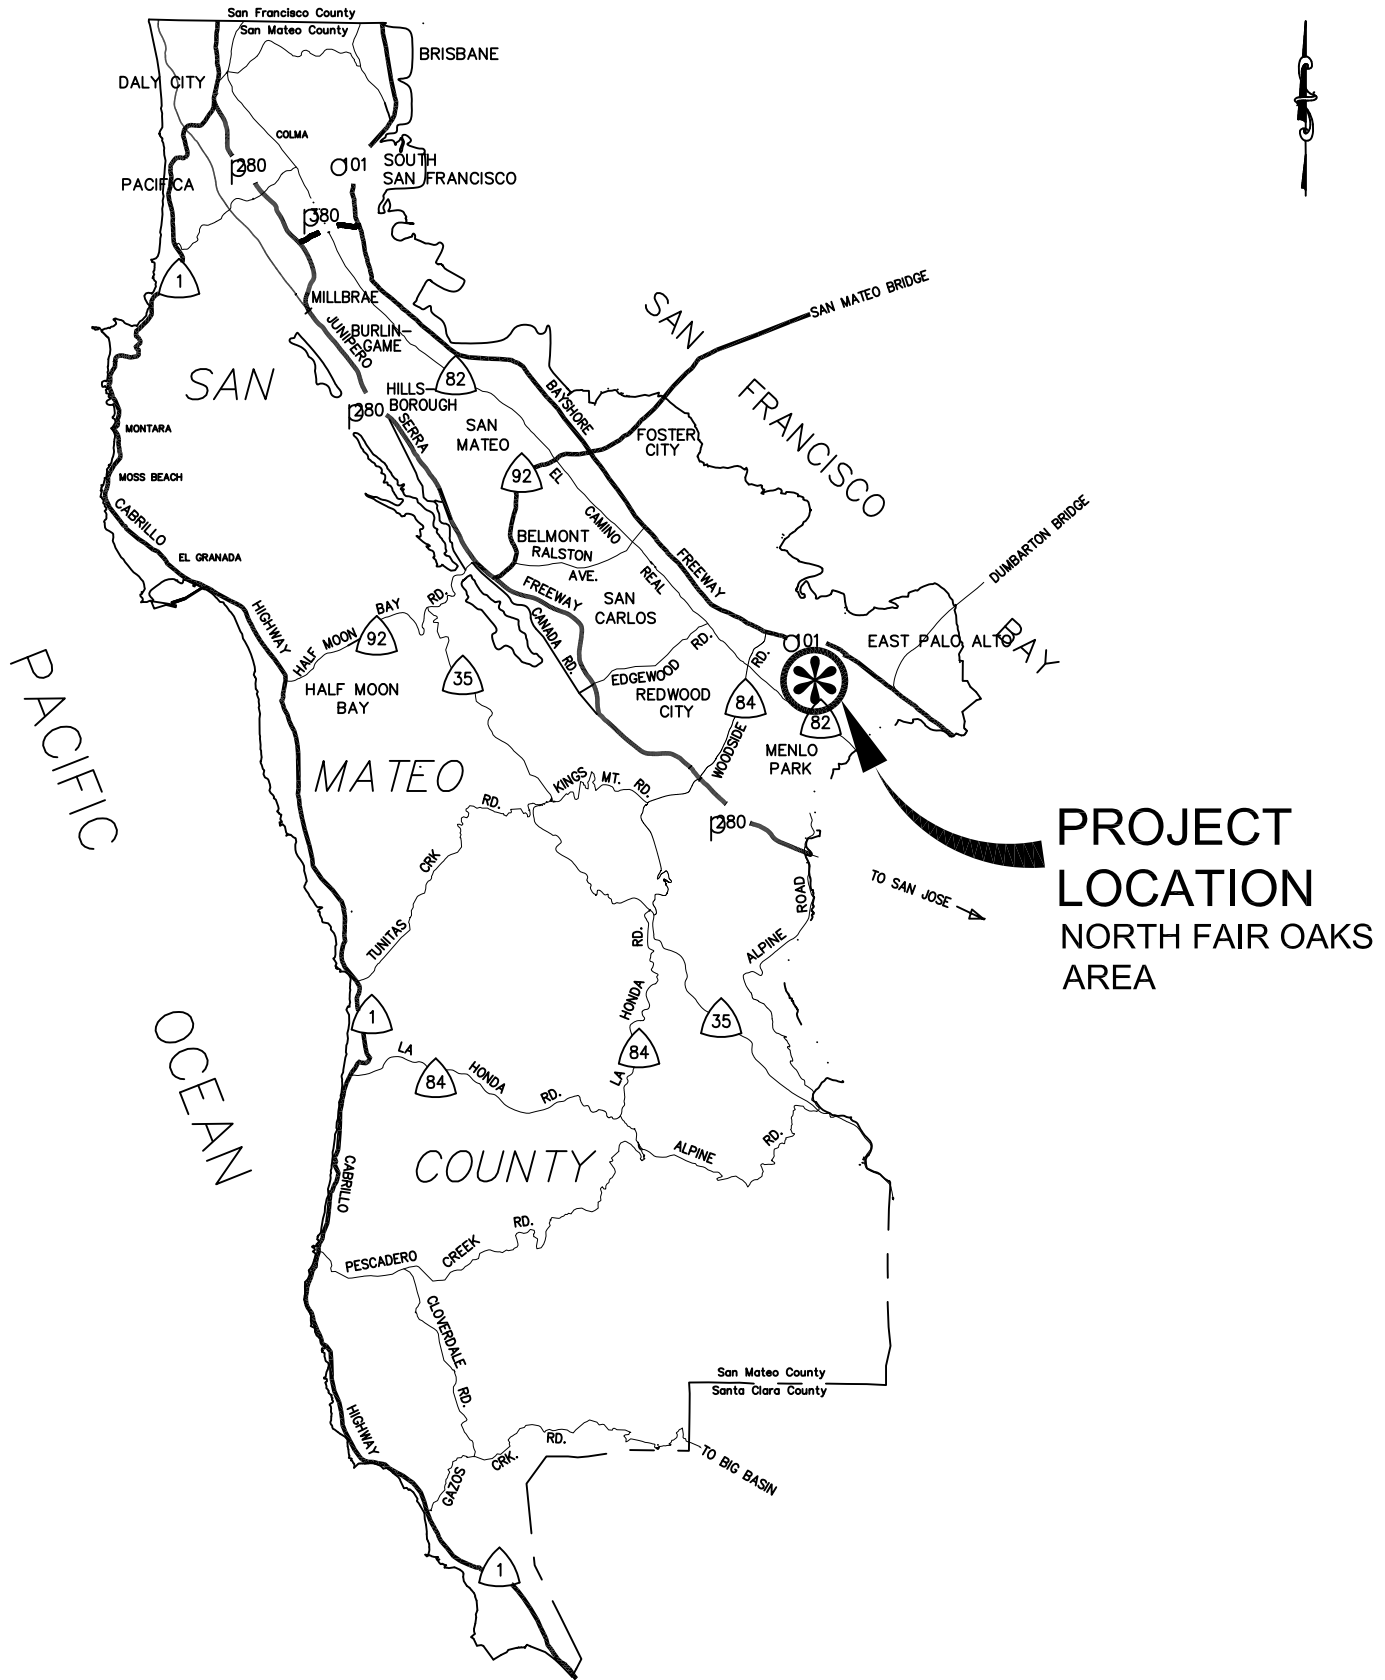 San Francisco County
San Mateo County
BRISBANE
DALY CITY
COLMA
280
101
SOUTH
SAN FRANCISCO
PACIFICA
380
1
MILLBRAE
SAN MATEO BRIDGE
SAN
FRANCISCO
BAY
JUNIPERO
BURLIN-
GAME
SAN
82
HILLS-
BOROUGH
280
SERRA
BAYSHORE
SAN
MATEO
FOSTER
CITY
MONTARA
92
EL
MOSS BEACH
CABRILLO
CAMINO
DUMBARTON BRIDGE
BELMONT
RALSTON
AVE.
EL GRANADA
REAL
FREEWAY
FREEWAY
HIGHWAY
HALF MOON
BAY
RD.
92
CANADA RD.
SAN
CARLOS
RD.
RD.
101
EAST PALO ALTO
PACIFIC
35
EDGEWOOD
HALF MOON
BAY
REDWOOD
CITY
84
82
WOODSIDE
MENLO
PARK
MATEO
KINGS
MT.
RD.
RD.
280
PROJECT
LOCATION
NORTH FAIR OAKS
AREA
CRK
TUNITAS
ROAD
TO SAN JOSE
ALPINE
RD.
HONDA
OCEAN
1
35
84
LA
LA
84
HONDA
RD.
ALPINE
RD.
COUNTY
CABRILLO
RD.
PESCADERO
CREEK
CLOVERDALE
RD.
San Mateo County
Santa Clara County
HIGHWAY
RD.
CRK.
GAZOS
TO BIG BASIN
1